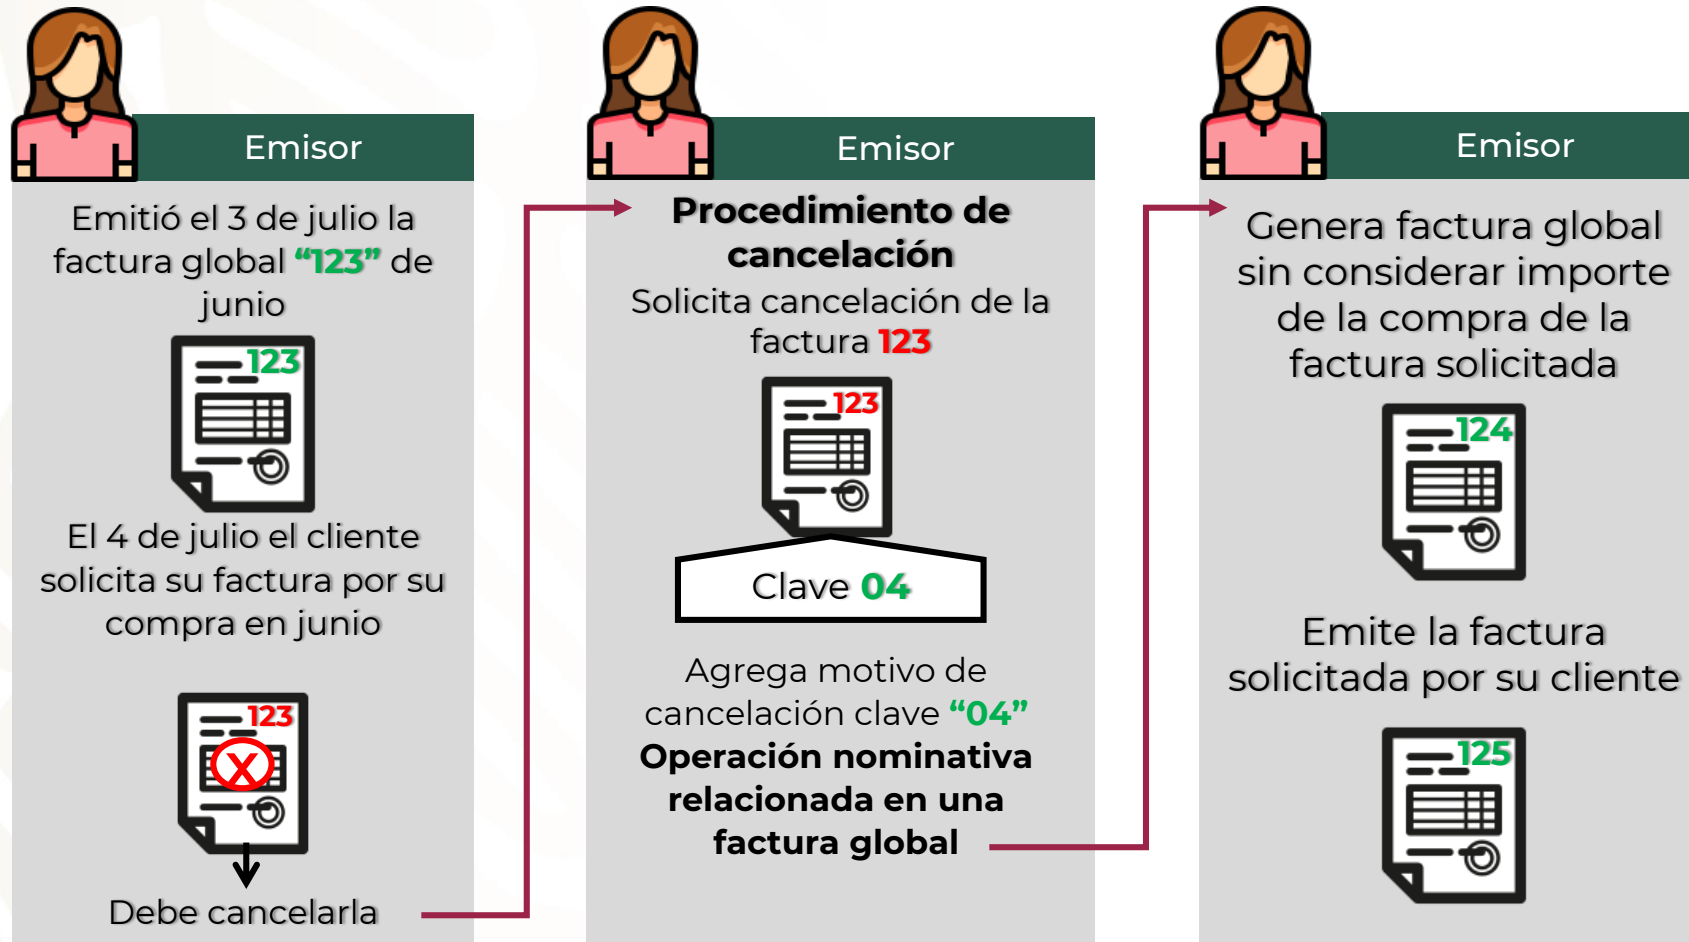 Emisor
Emitió el 3 de julio la
factura global “123” de
junio
123
El 4 de julio el cliente
solicita su factura por su
compra en junio
123
X
Debe cancelarla
Emisor
Procedimiento de
cancelación
Solicita cancelación de la
factura 123
123
Clave 04
Agrega motivo de
cancelación clave “04”
Operación nominativa
relacionada en una
factura global
Emisor
Genera factura global
sin considerar importe
de la compra de la
factura solicitada
124
Emite la factura
solicitada por su cliente
125